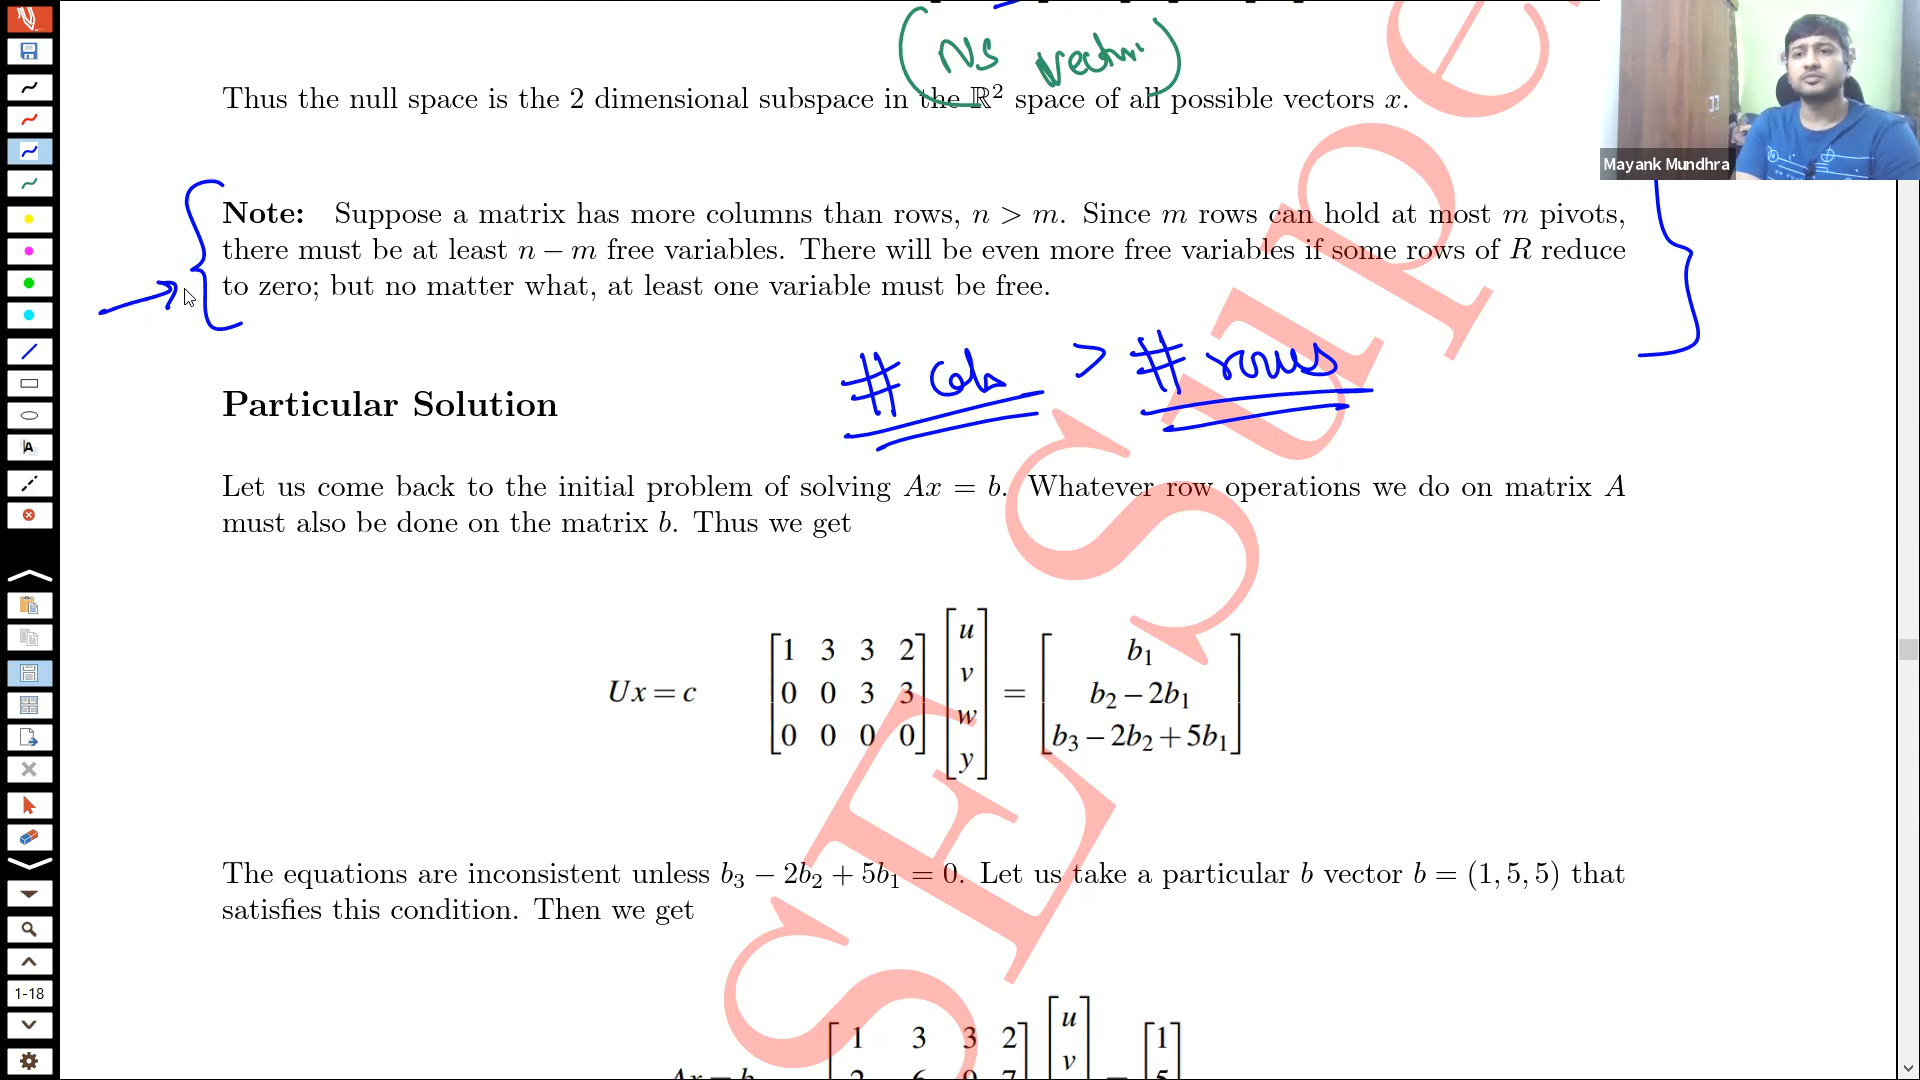 (NS vector)
Thus the null space is the 2 dimensional subspace in the ℝ² space of all possible vectors x.
Mayank Mundhra
Note: Suppose a matrix has more columns than rows, n > m. Since m rows can hold at most m pivots,
there must be at least n − m free variables. There will be even more free variables if some rows of R reduce
to zero; but no matter what, at least one variable must be free.
# cols > # rows
Particular Solution
Let us come back to the initial problem of solving Ax = b. Whatever row operations we do on matrix A
must also be done on the matrix b. Thus we get
Ux = c [1 3 3 2; 0 0 3 3; 0 0 0 0] [u; v; w; y] = [b₁; b₂ − 2b₁; b₃ − 2b₂ + 5b₁]
The equations are inconsistent unless b₃ − 2b₂ + 5b₁ = 0. Let us take a particular b vector b = (1, 5, 5) that
satisfies this condition. Then we get
1 3 3 2 u 1
v
SE Supe
1-18